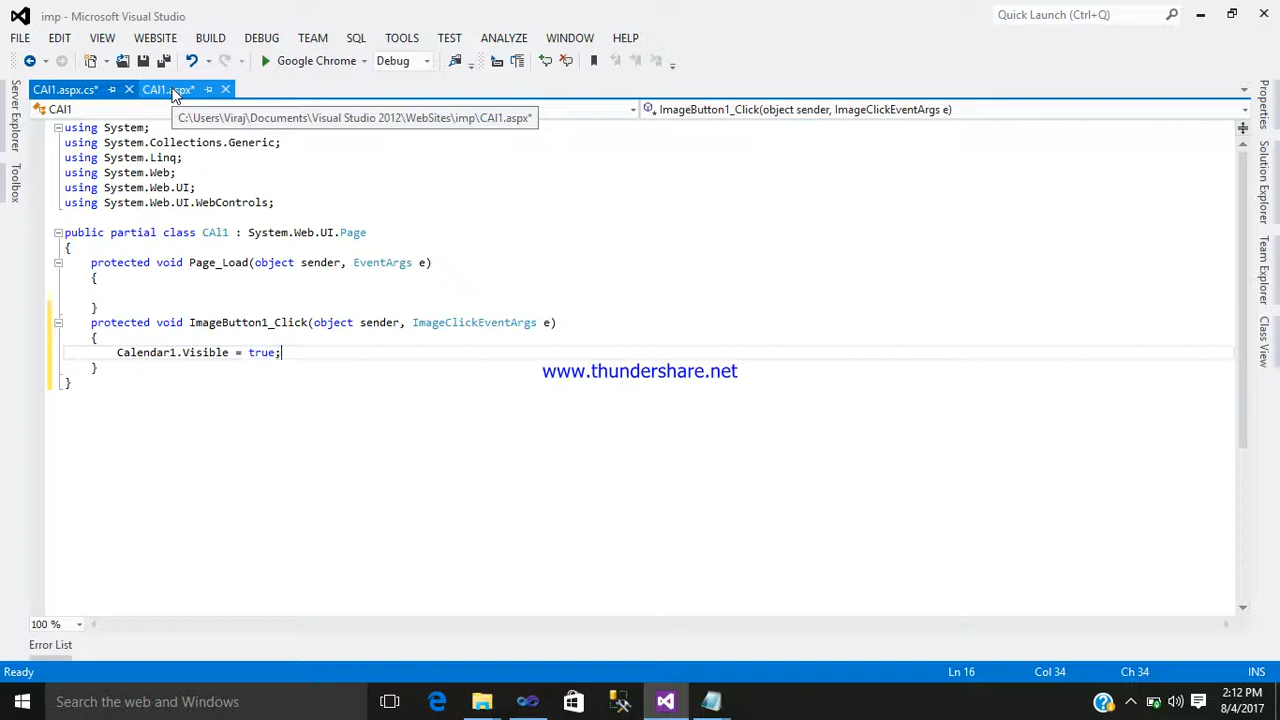 imp - Microsoft Visual Studio
Quick Launch (Ctrl+Q)
FILE EDIT VIEW WEBSITE BUILD DEBUG TEAM SQL TOOLS TEST ANALYZE WINDOW HELP
Google Chrome Debug
CAl1.aspx.cs* CAl1.aspx*
CAl1
ImageButton1_Click(object sender, ImageClickEventArgs e)
C:\Users\Viraj\Documents\Visual Studio 2012\WebSites\imp\CAl1.aspx*
Server Explorer
Toolbox
using System;
using System.Collections.Generic;
using System.Linq;
using System.Web;
using System.Web.UI;
using System.Web.UI.WebControls;
public partial class CAl1 : System.Web.UI.Page
{
protected void Page_Load(object sender, EventArgs e)
{
}
protected void ImageButton1_Click(object sender, ImageClickEventArgs e)
{
Calendar1.Visible = true;
}
}
www.thundershare.net
Properties
Solution Explorer
Team Explorer
Class View
100 %
Error List
Ready
Ln 16 Col 34 Ch 34 INS
Search the web and Windows
2:12 PM
8/4/2017